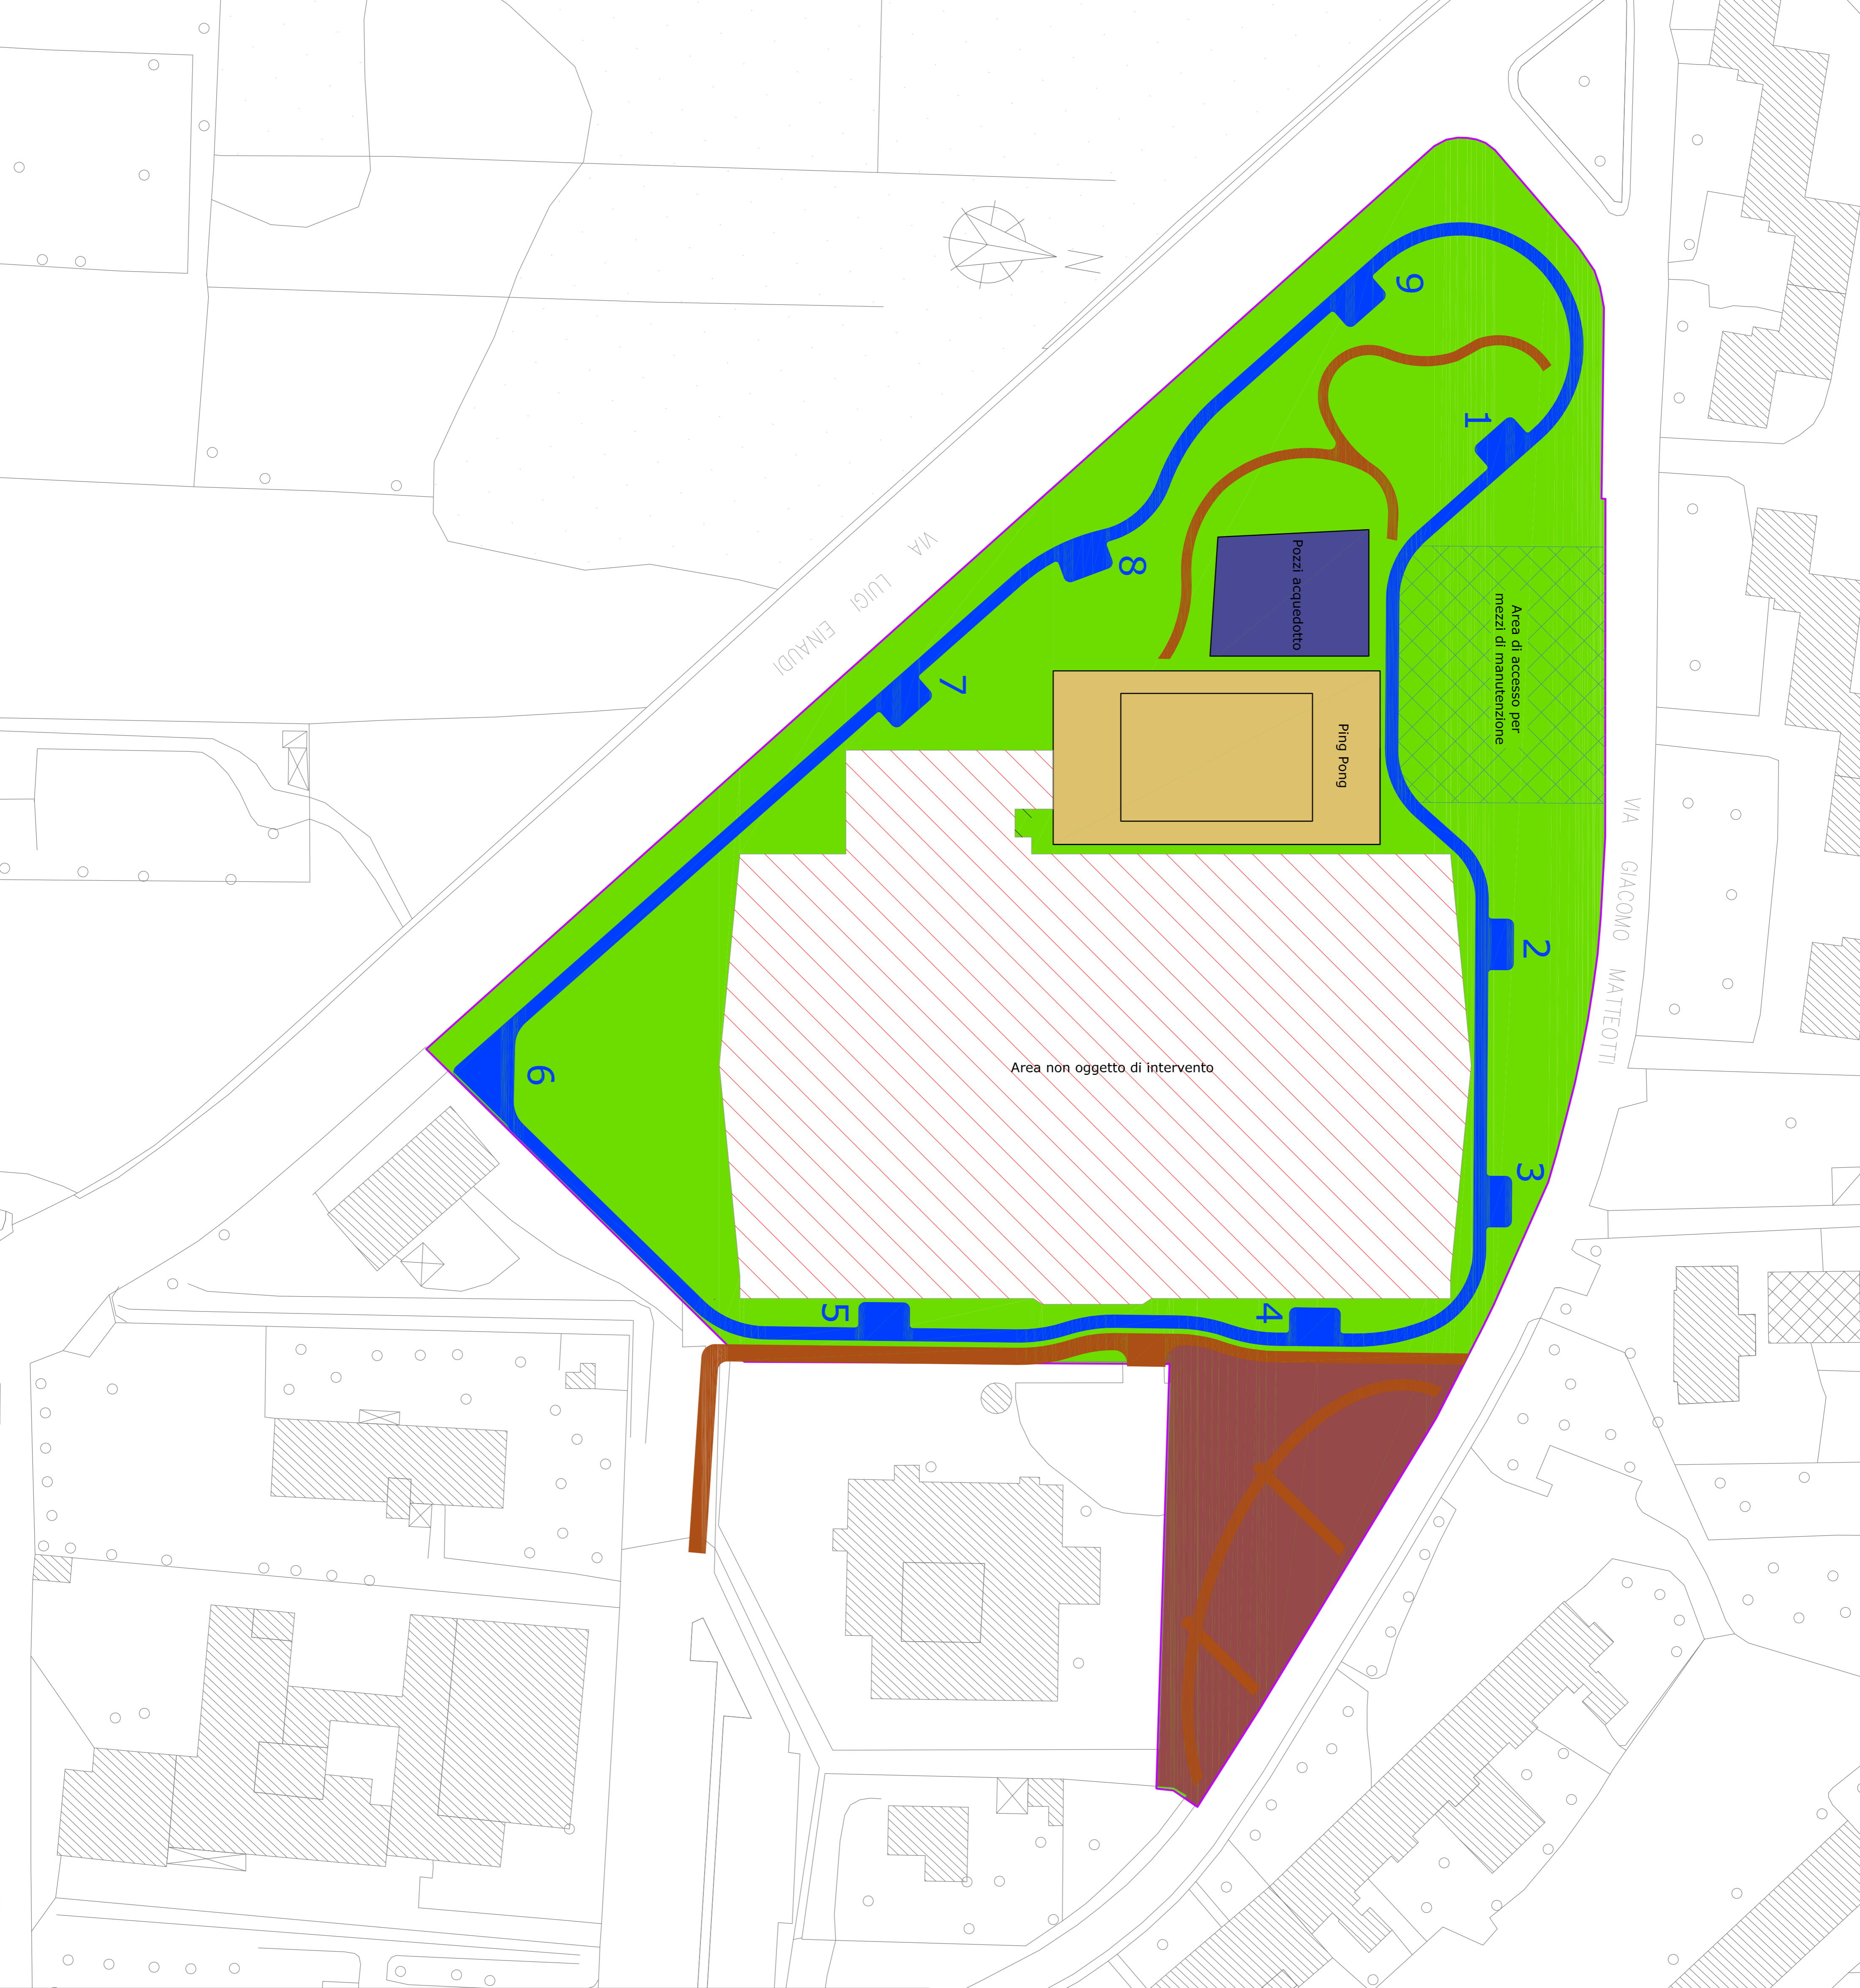 9
1
VIA LUIGI EINAUDI
8
Pozzi acquedotto
Area di accesso per
mezzi di manutenzione
7
Ping Pong
VIA GIACOMO MATTEOTTI
2
Area non oggetto di intervento
6
3
5
4